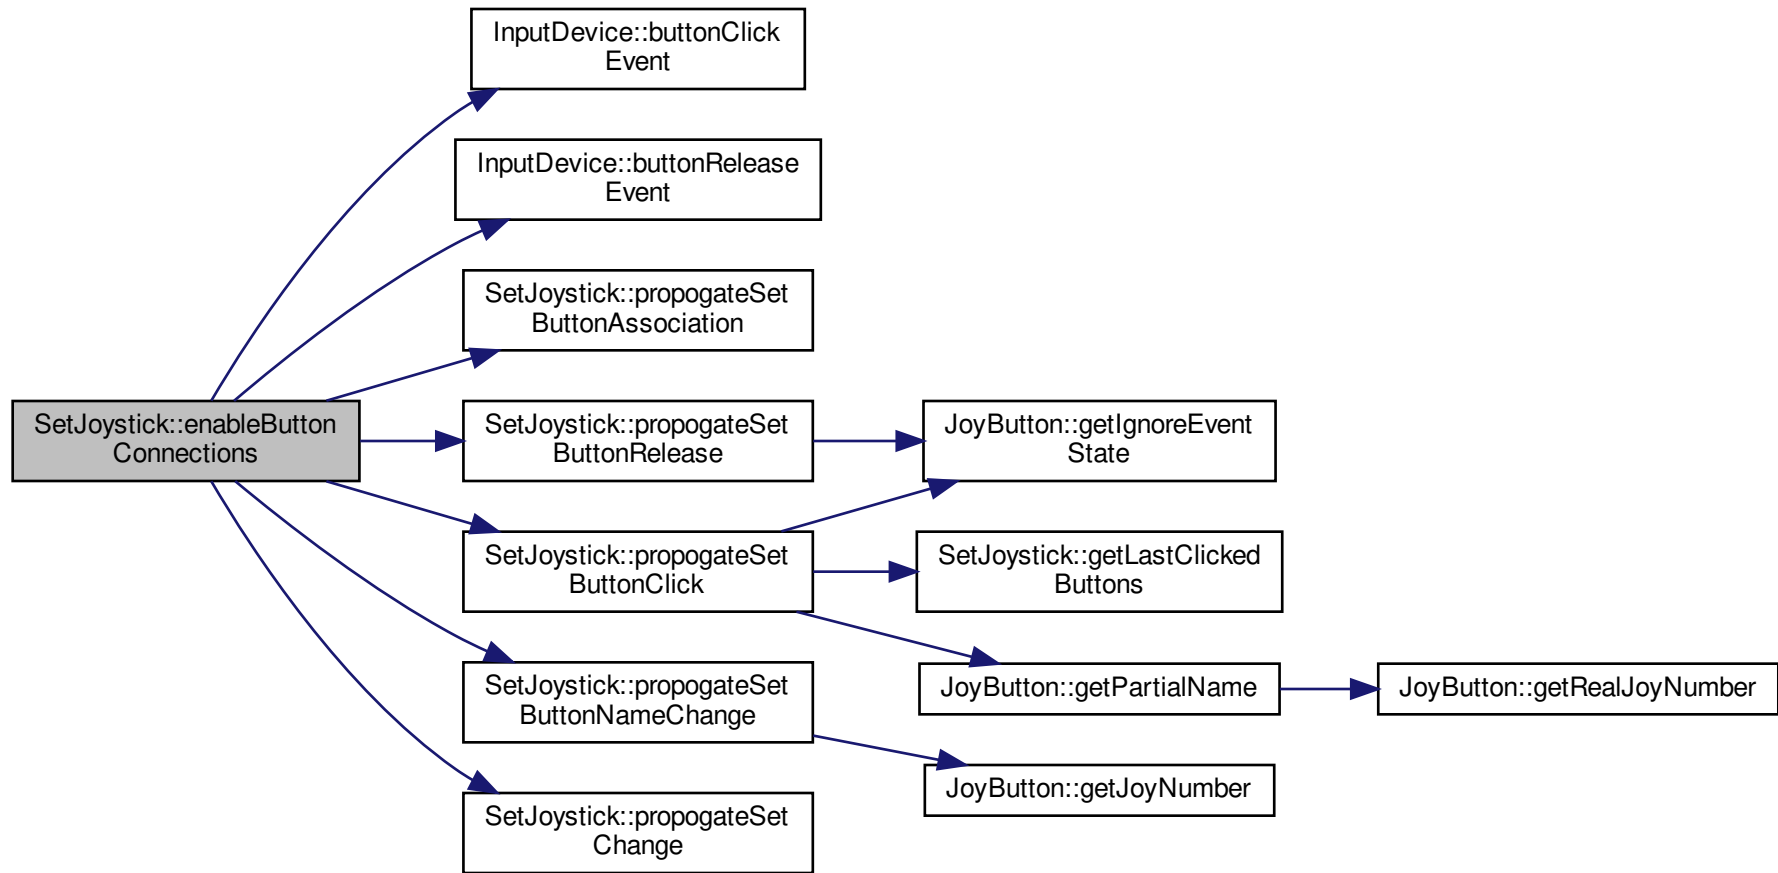 InputDevice::buttonClick
Event
InputDevice::buttonRelease
Event
SetJoystick::propogateSet
ButtonAssociation
SetJoystick::enableButton
Connections
SetJoystick::propogateSet
ButtonRelease
JoyButton::getIgnoreEvent
State
SetJoystick::propogateSet
ButtonClick
SetJoystick::getLastClicked
Buttons
SetJoystick::propogateSet
ButtonNameChange
JoyButton::getPartialName
JoyButton::getRealJoyNumber
JoyButton::getJoyNumber
SetJoystick::propogateSet
Change